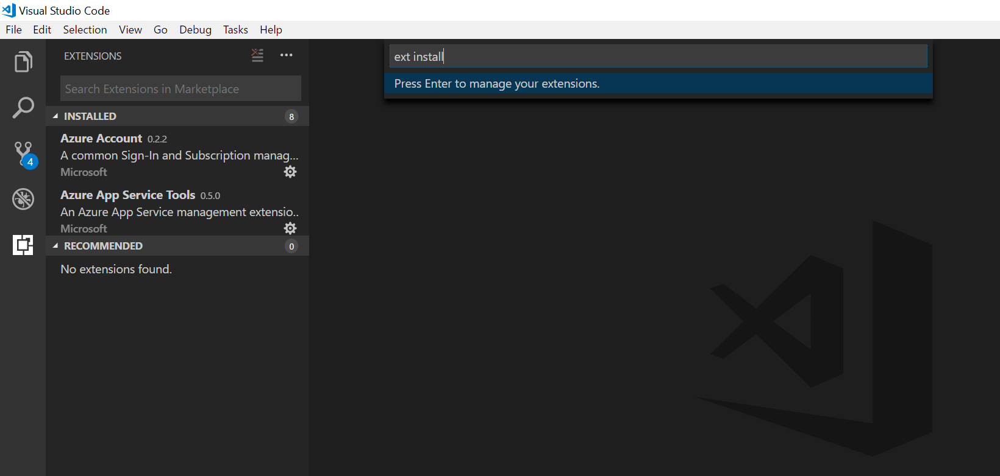 Visual Studio Code
File Edit Selection View Go Debug Tasks Help
EXTENSIONS
ext install
Press Enter to manage your extensions.
Search Extensions in Marketplace
INSTALLED 8
Azure Account 0.2.2
A common Sign-In and Subscription manag...
Microsoft
4
Azure App Service Tools 0.5.0
An Azure App Service management extensio..
Microsoft
RECOMMENDED 0
No extensions found.